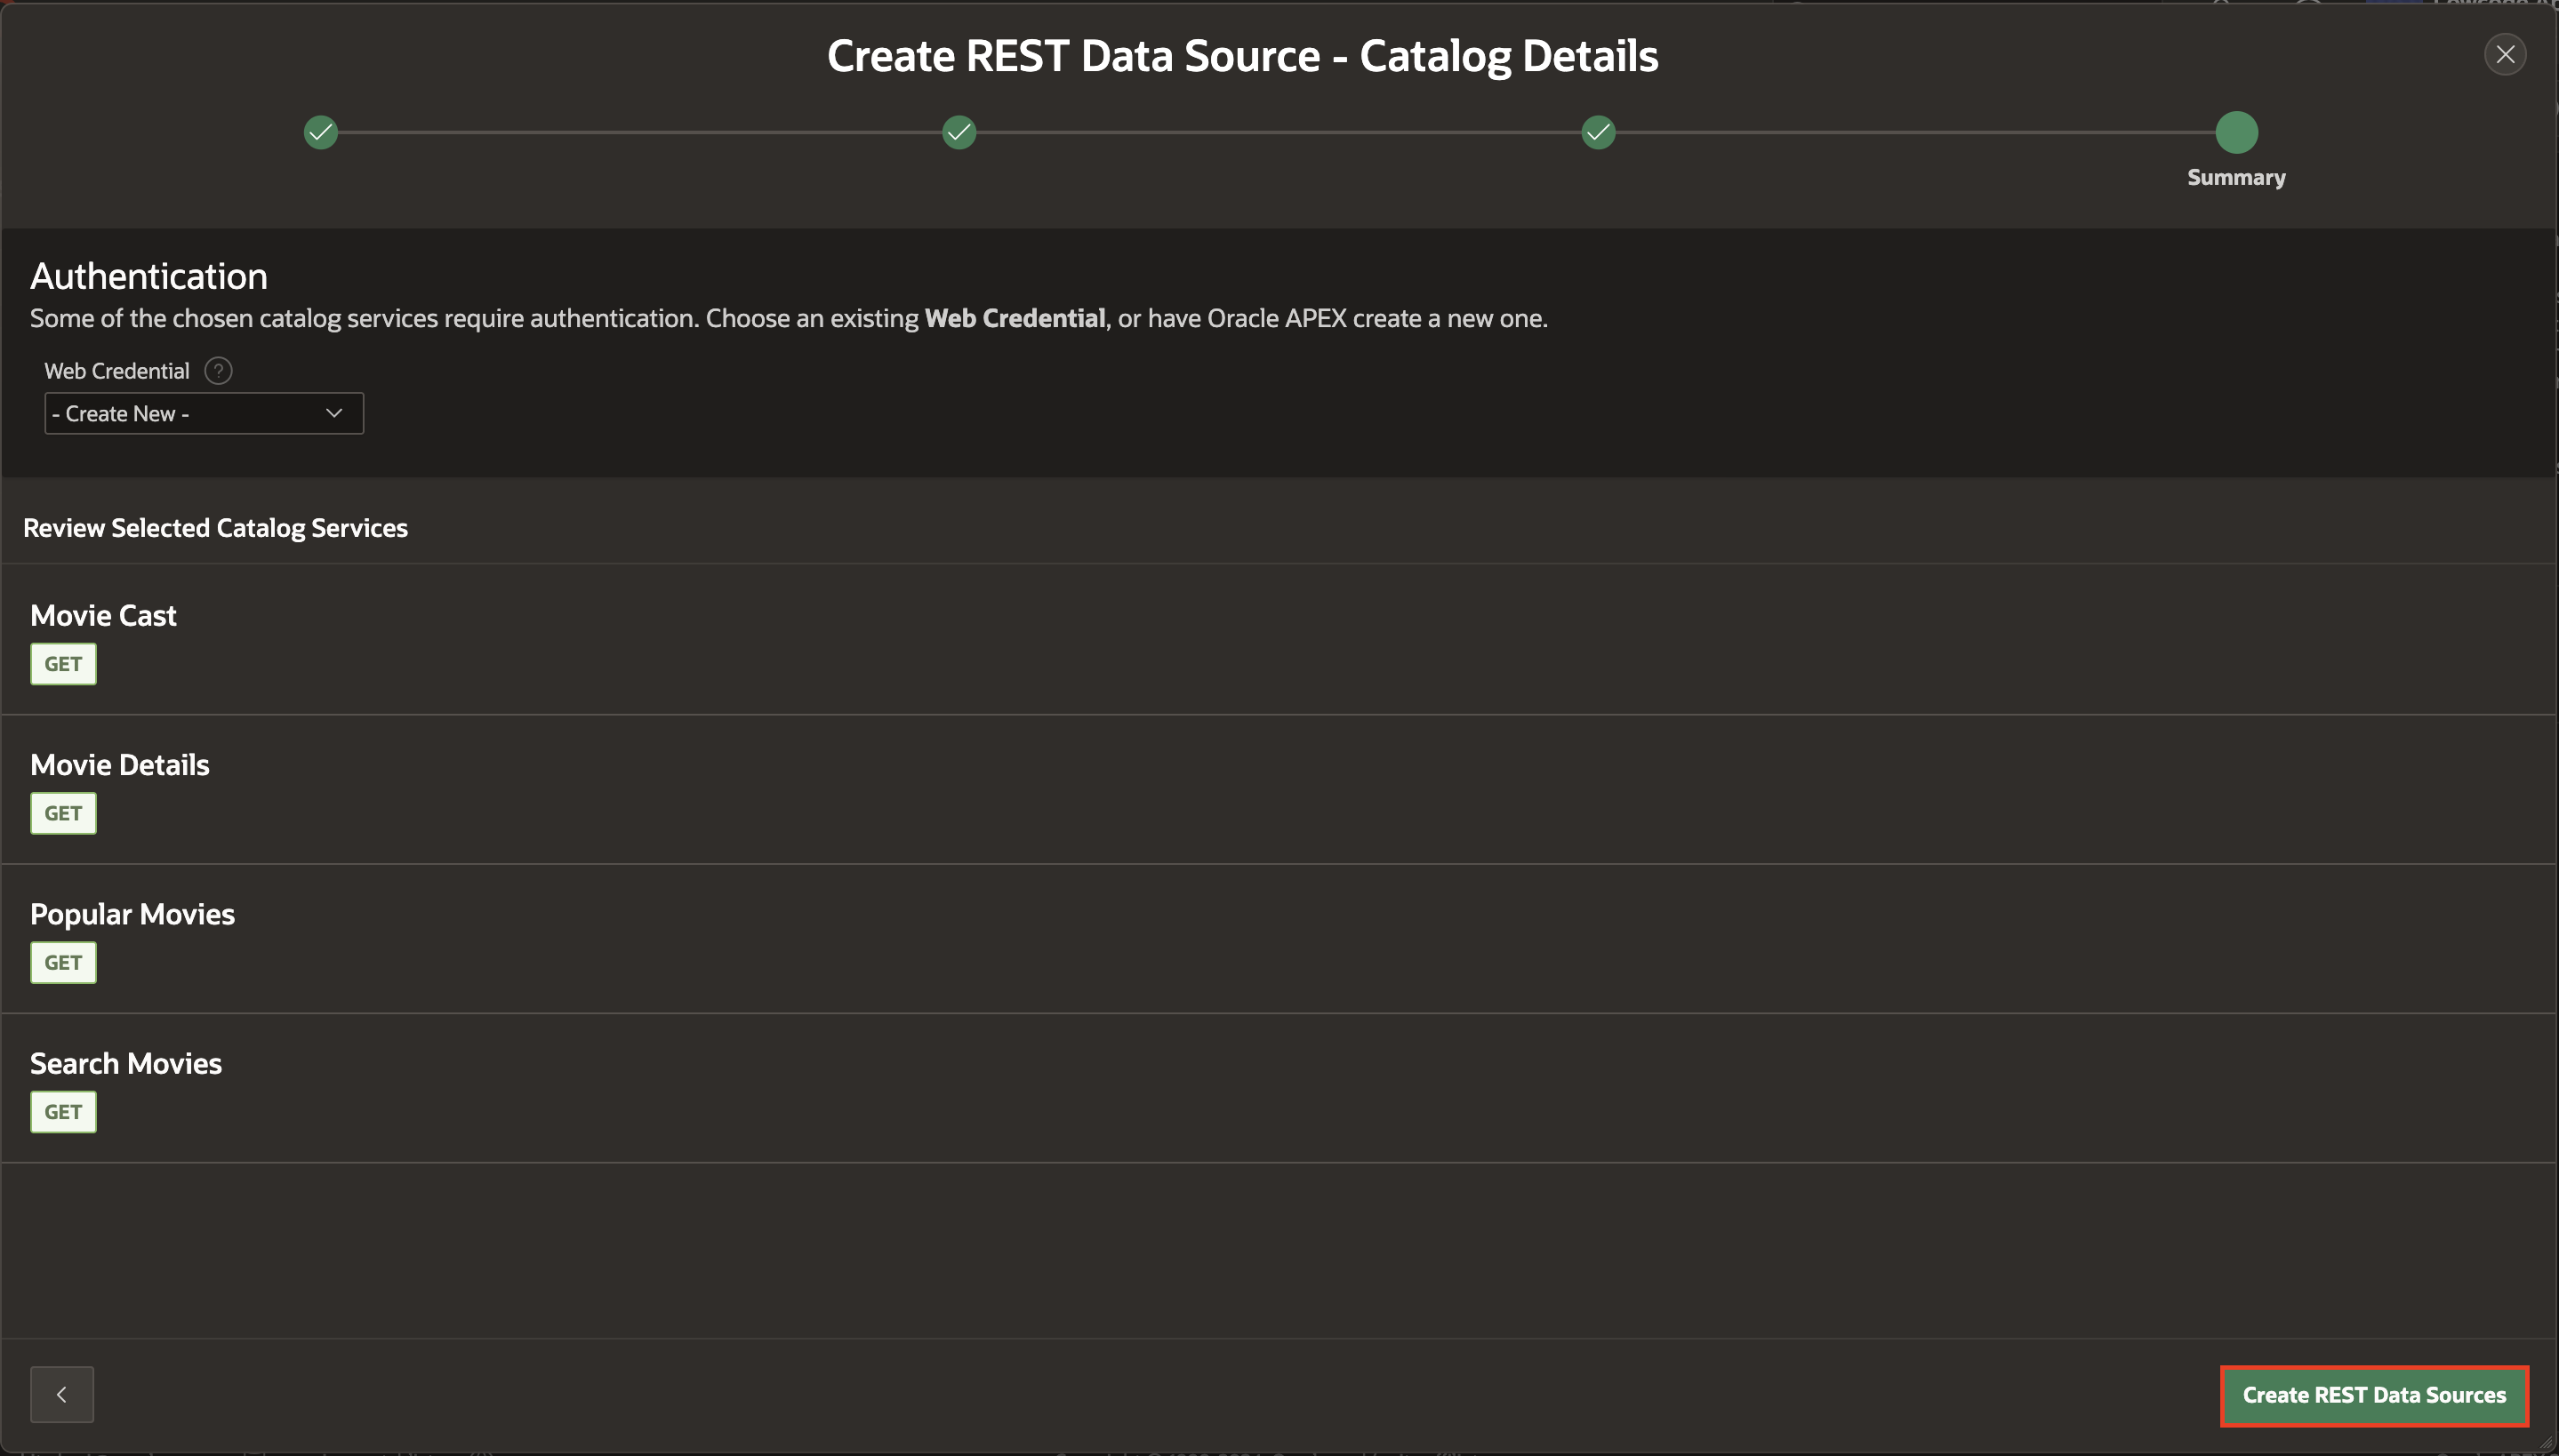 Create REST Data Source - Catalog Details
Summary
Authentication
Some of the chosen catalog services require authentication. Choose an existing Web Credential, or have Oracle APEX create a new one.
Web Credential ?
- Create New -
Review Selected Catalog Services
Movie Cast
GET
Movie Details
GET
Popular Movies
GET
Search Movies
GET
Create REST Data Sources